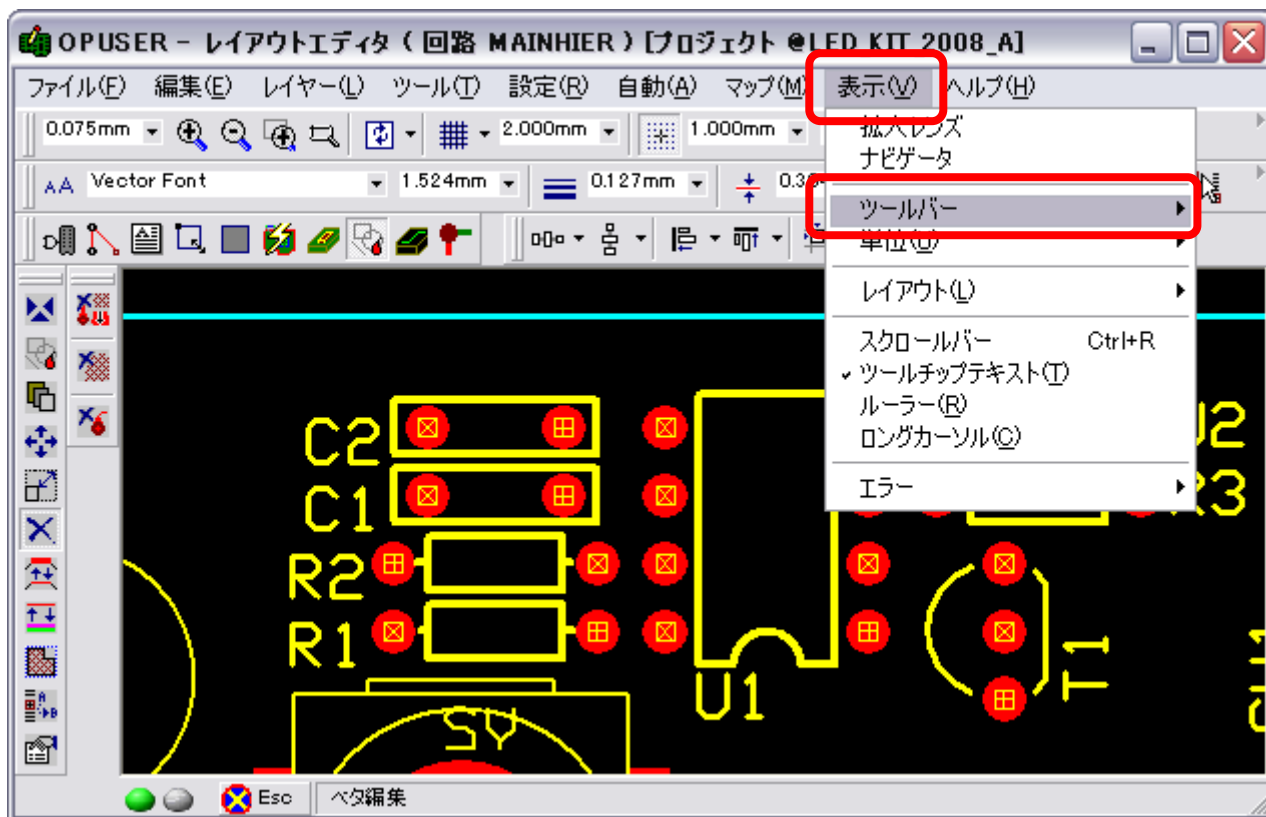 OPUSER - レイアウトエディタ ( 回路 MAINHIER ) [プロジェクト @LED_KIT_2008_A]
ファイル(F) 編集(E) レイヤー(L) ツール(T) 設定(R) 自動(A) マップ(M) 表示(V) ヘルプ(H)
0.075mm 2.000mm 1.000mm
Vector Font 1.524mm 0.127mm
拡大レンズ
ナビゲータ
ツールバー
単位(U)
レイアウト(L)
スクロールバー Ctrl+R
ツールチップテキスト(T)
ルーラー(R)
ロングカーソル(C)
エラー
C2
C1
R2
R1
U1
T1
Esc ベタ編集